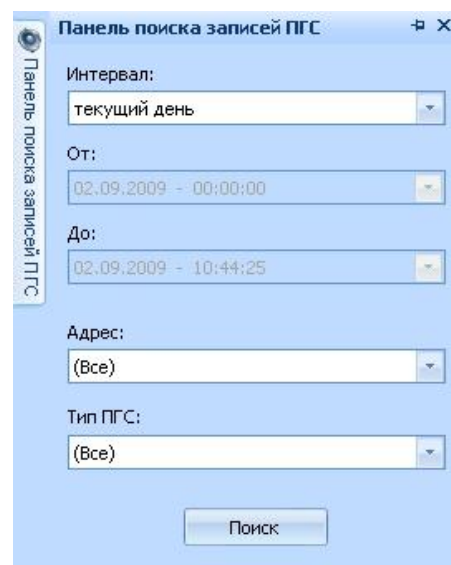 Панель поиска записей ПГС
Панель поиска записей ПГС
Интервал:
текущий день
От:
02.09.2009 - 00:00:00
До:
02.09.2009 - 10:44:25
Адрес:
(Все)
Тип ПГС:
(Все)
Поиск